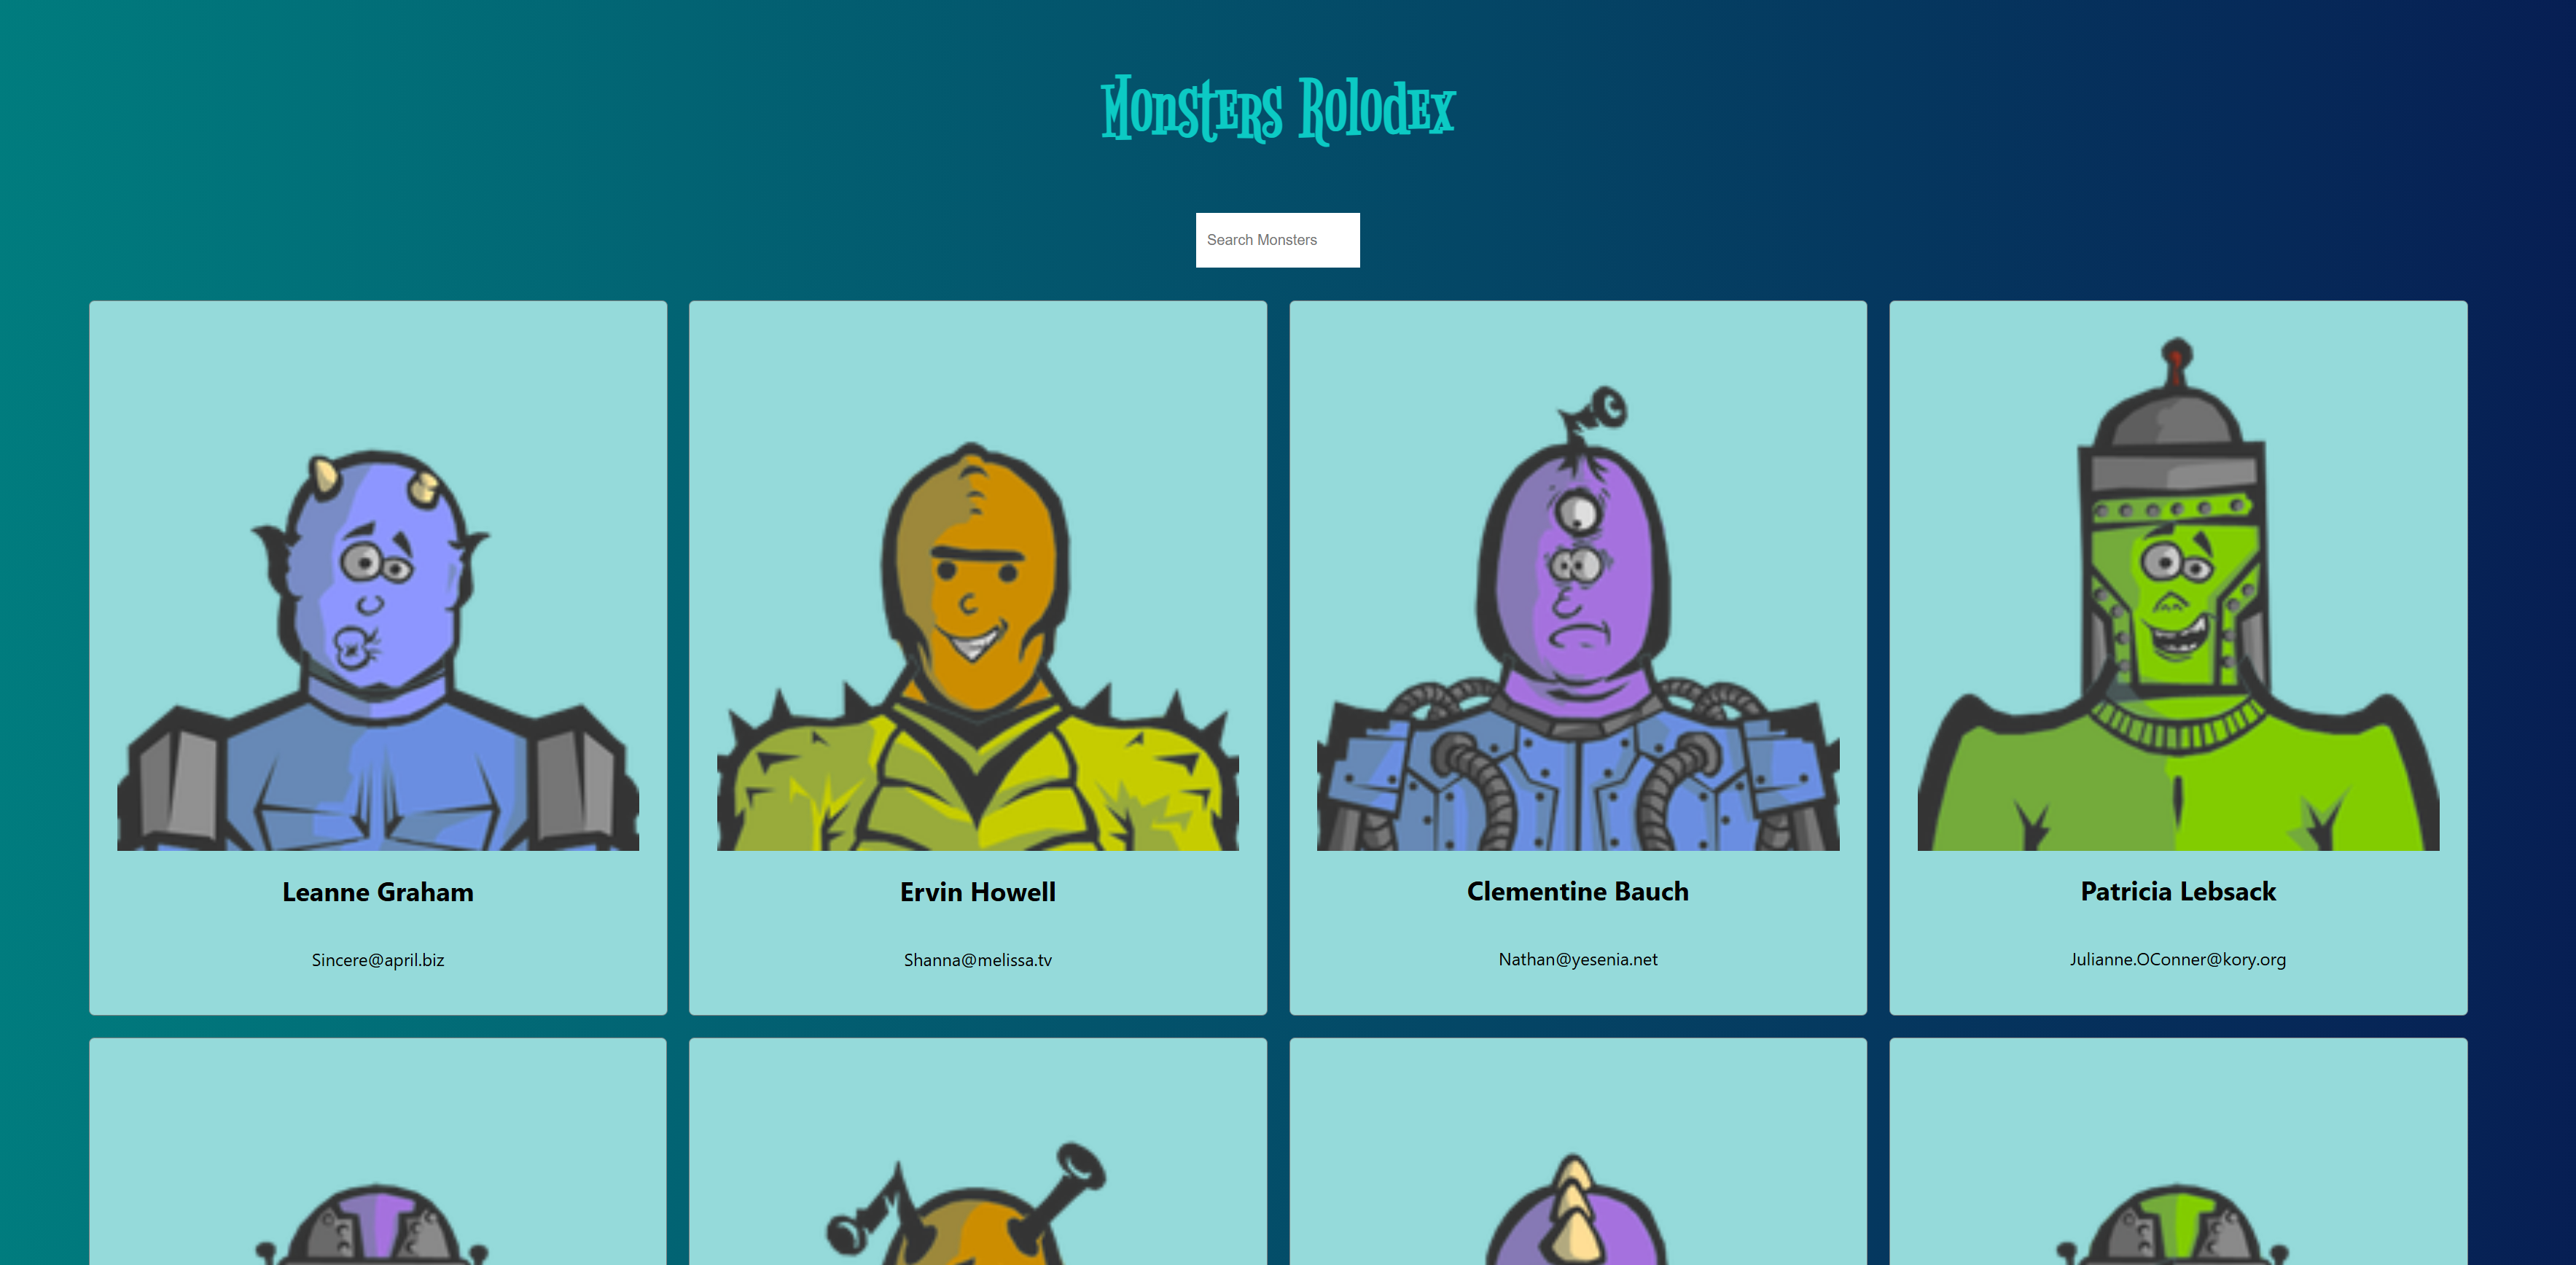 Monsters Rolodex
Search Monsters
Leanne Graham
Sincere@april.biz
Ervin Howell
Shanna@melissa.tv
Clementine Bauch
Nathan@yesenia.net
Patricia Lebsack
Julianne.OConner@kory.org